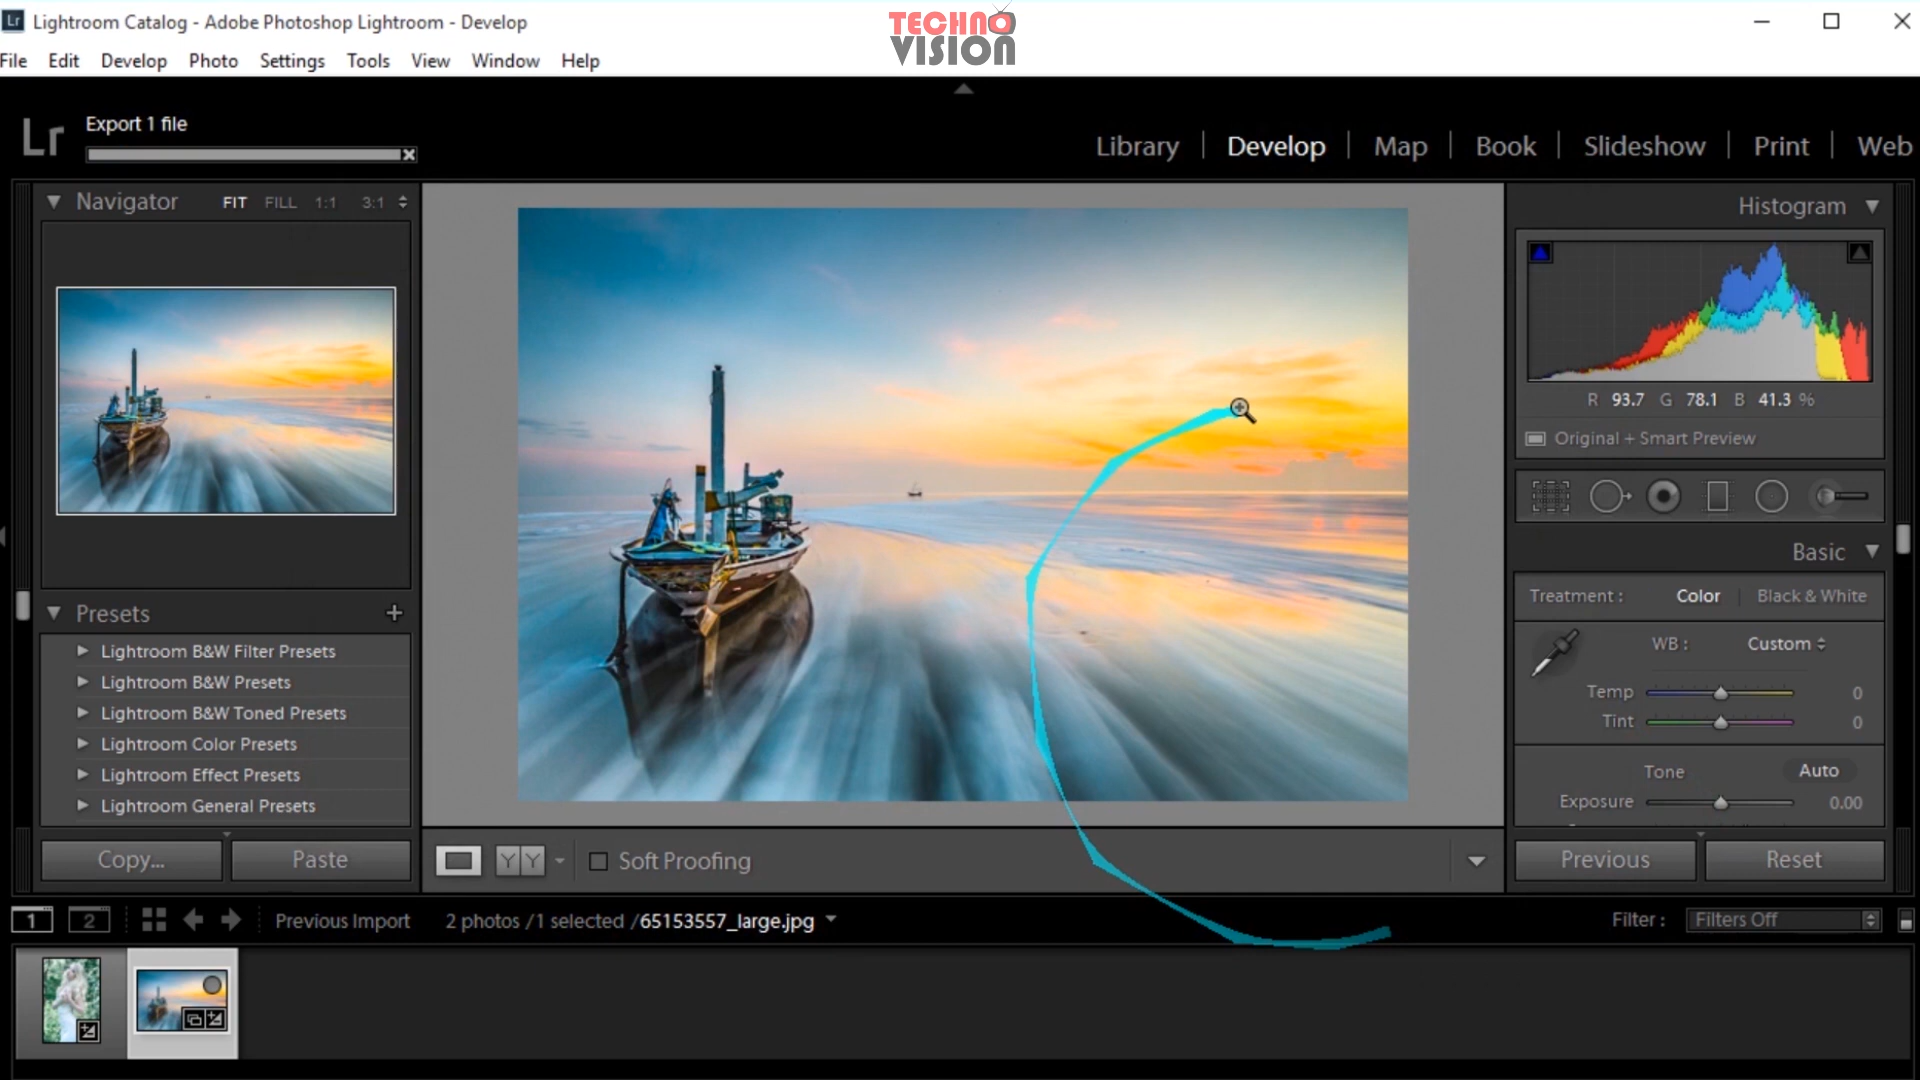 Lr Lightroom Catalog - Adobe Photoshop Lightroom - Develop
TECHNO
VISION
File Edit Develop Photo Settings Tools View Window Help
Lr
Export 1 file
Library | Develop | Map | Book | Slideshow | Print | Web
Navigator FIT FILL 1:1 3:1
Histogram
R 93.7 G 78.1 B 41.3 %
Original + Smart Preview
Basic
Treatment : Color Black & White
WB : Custom
Temp 0
Tint 0
Tone Auto
Exposure 0.00
Presets +
Lightroom B&W Filter Presets
Lightroom B&W Presets
Lightroom B&W Toned Presets
Lightroom Color Presets
Lightroom Effect Presets
Lightroom General Presets
Copy... Paste
YY Soft Proofing
Previous Reset
1 2 Previous Import 2 photos /1 selected /65153557_large.jpg
Filter : Filters Off